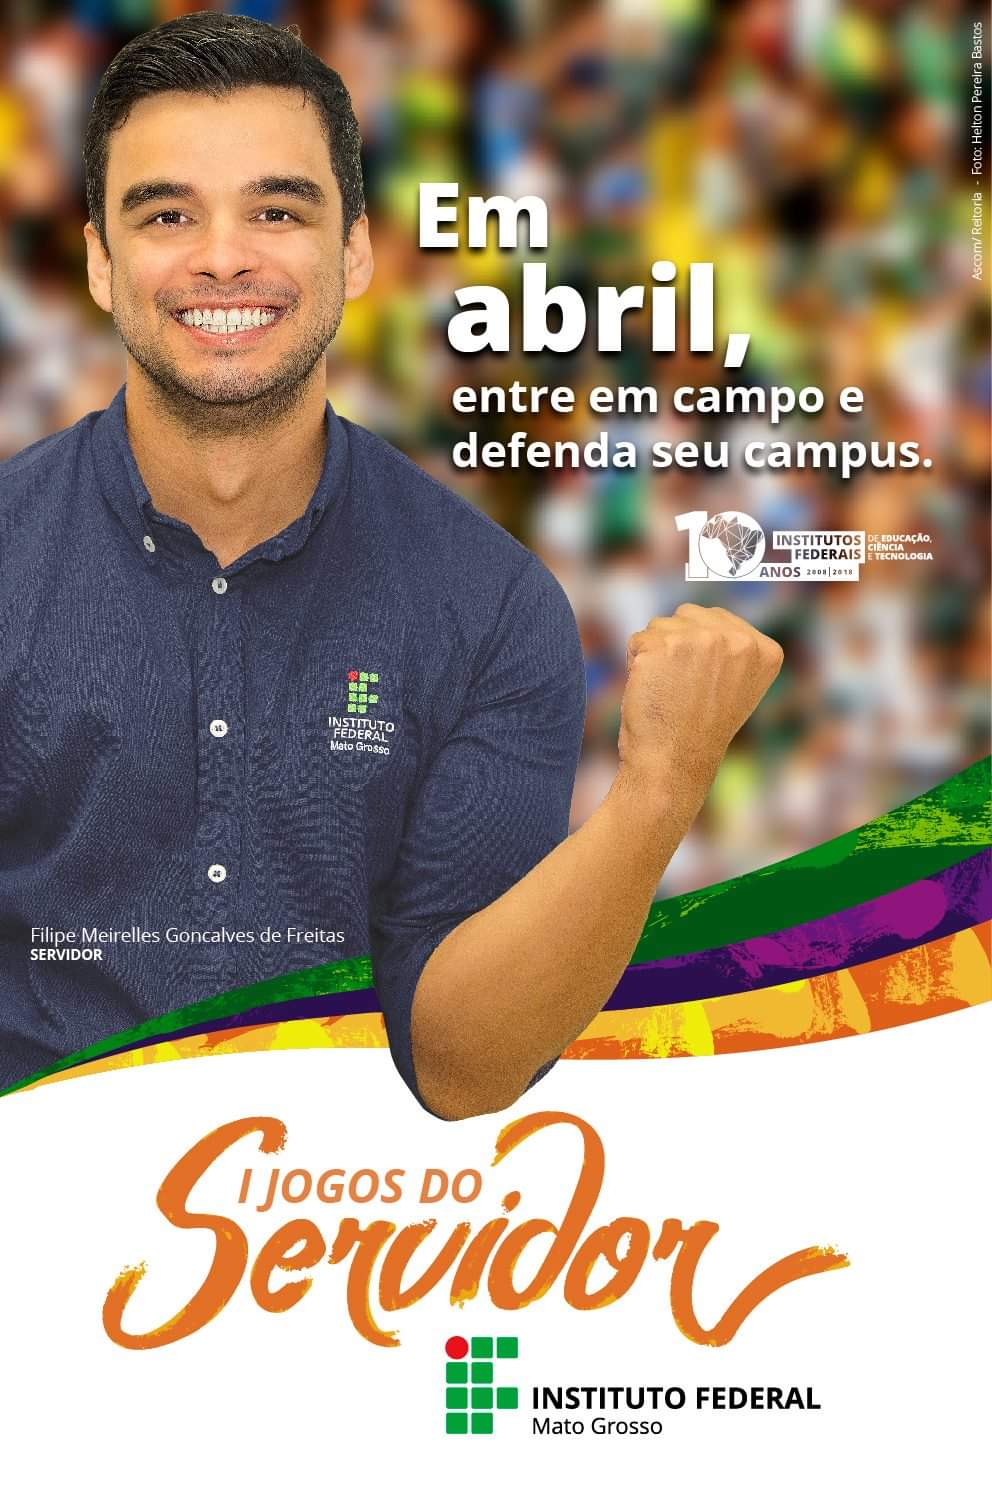 Ascom/ Reitoria - Foto: Helton Pereira Bastos
Em
abril,
entre em campo e
defenda seu campus.
10
ANOS
2008|2018
INSTITUTOS
FEDERAIS
DE EDUCAÇÃO,
CIÊNCIA
E TECNOLOGIA
INSTITUTO
FEDERAL
Mato Grosso
Filipe Meirelles Goncalves de Freitas
SERVIDOR
I JOGOS DO
Servidor
INSTITUTO FEDERAL
Mato Grosso